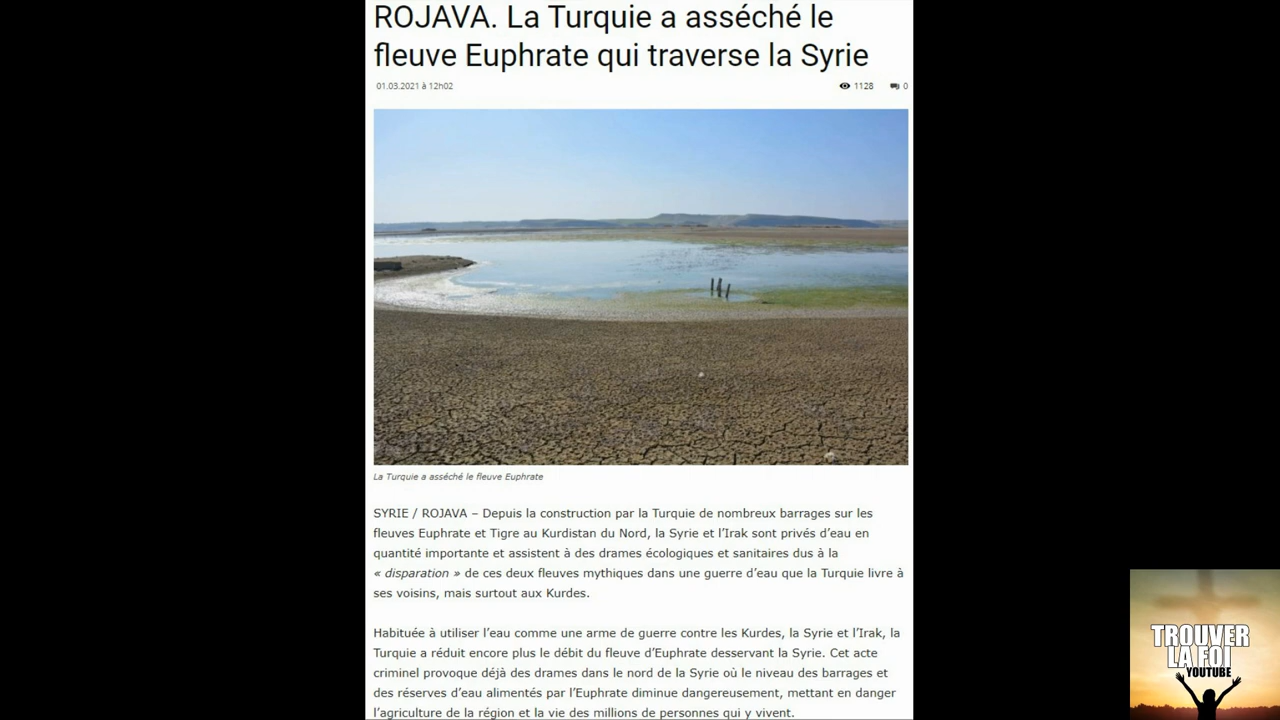 ROJAVA. La Turquie a asséché le
fleuve Euphrate qui traverse la Syrie
01.03.2021 à 12h02
1128
0
La Turquie a asséché le fleuve Euphrate
SYRIE / ROJAVA – Depuis la construction par la Turquie de nombreux barrages sur les
fleuves Euphrate et Tigre au Kurdistan du Nord, la Syrie et l’Irak sont privés d’eau en
quantité importante et assistent à des drames écologiques et sanitaires dus à la
« disparation » de ces deux fleuves mythiques dans une guerre d’eau que la Turquie livre à
ses voisins, mais surtout aux Kurdes.
Habituée à utiliser l’eau comme une arme de guerre contre les Kurdes, la Syrie et l’Irak, la
Turquie a réduit encore plus le débit du fleuve d’Euphrate desservant la Syrie. Cet acte
criminel provoque déjà des drames dans le nord de la Syrie où le niveau des barrages et
des réserves d’eau alimentés par l’Euphrate diminue dangereusement, mettant en danger
l’agriculture de la région et la vie des millions de personnes qui y vivent.
TROUVER
LA FOI
YOUTUBE